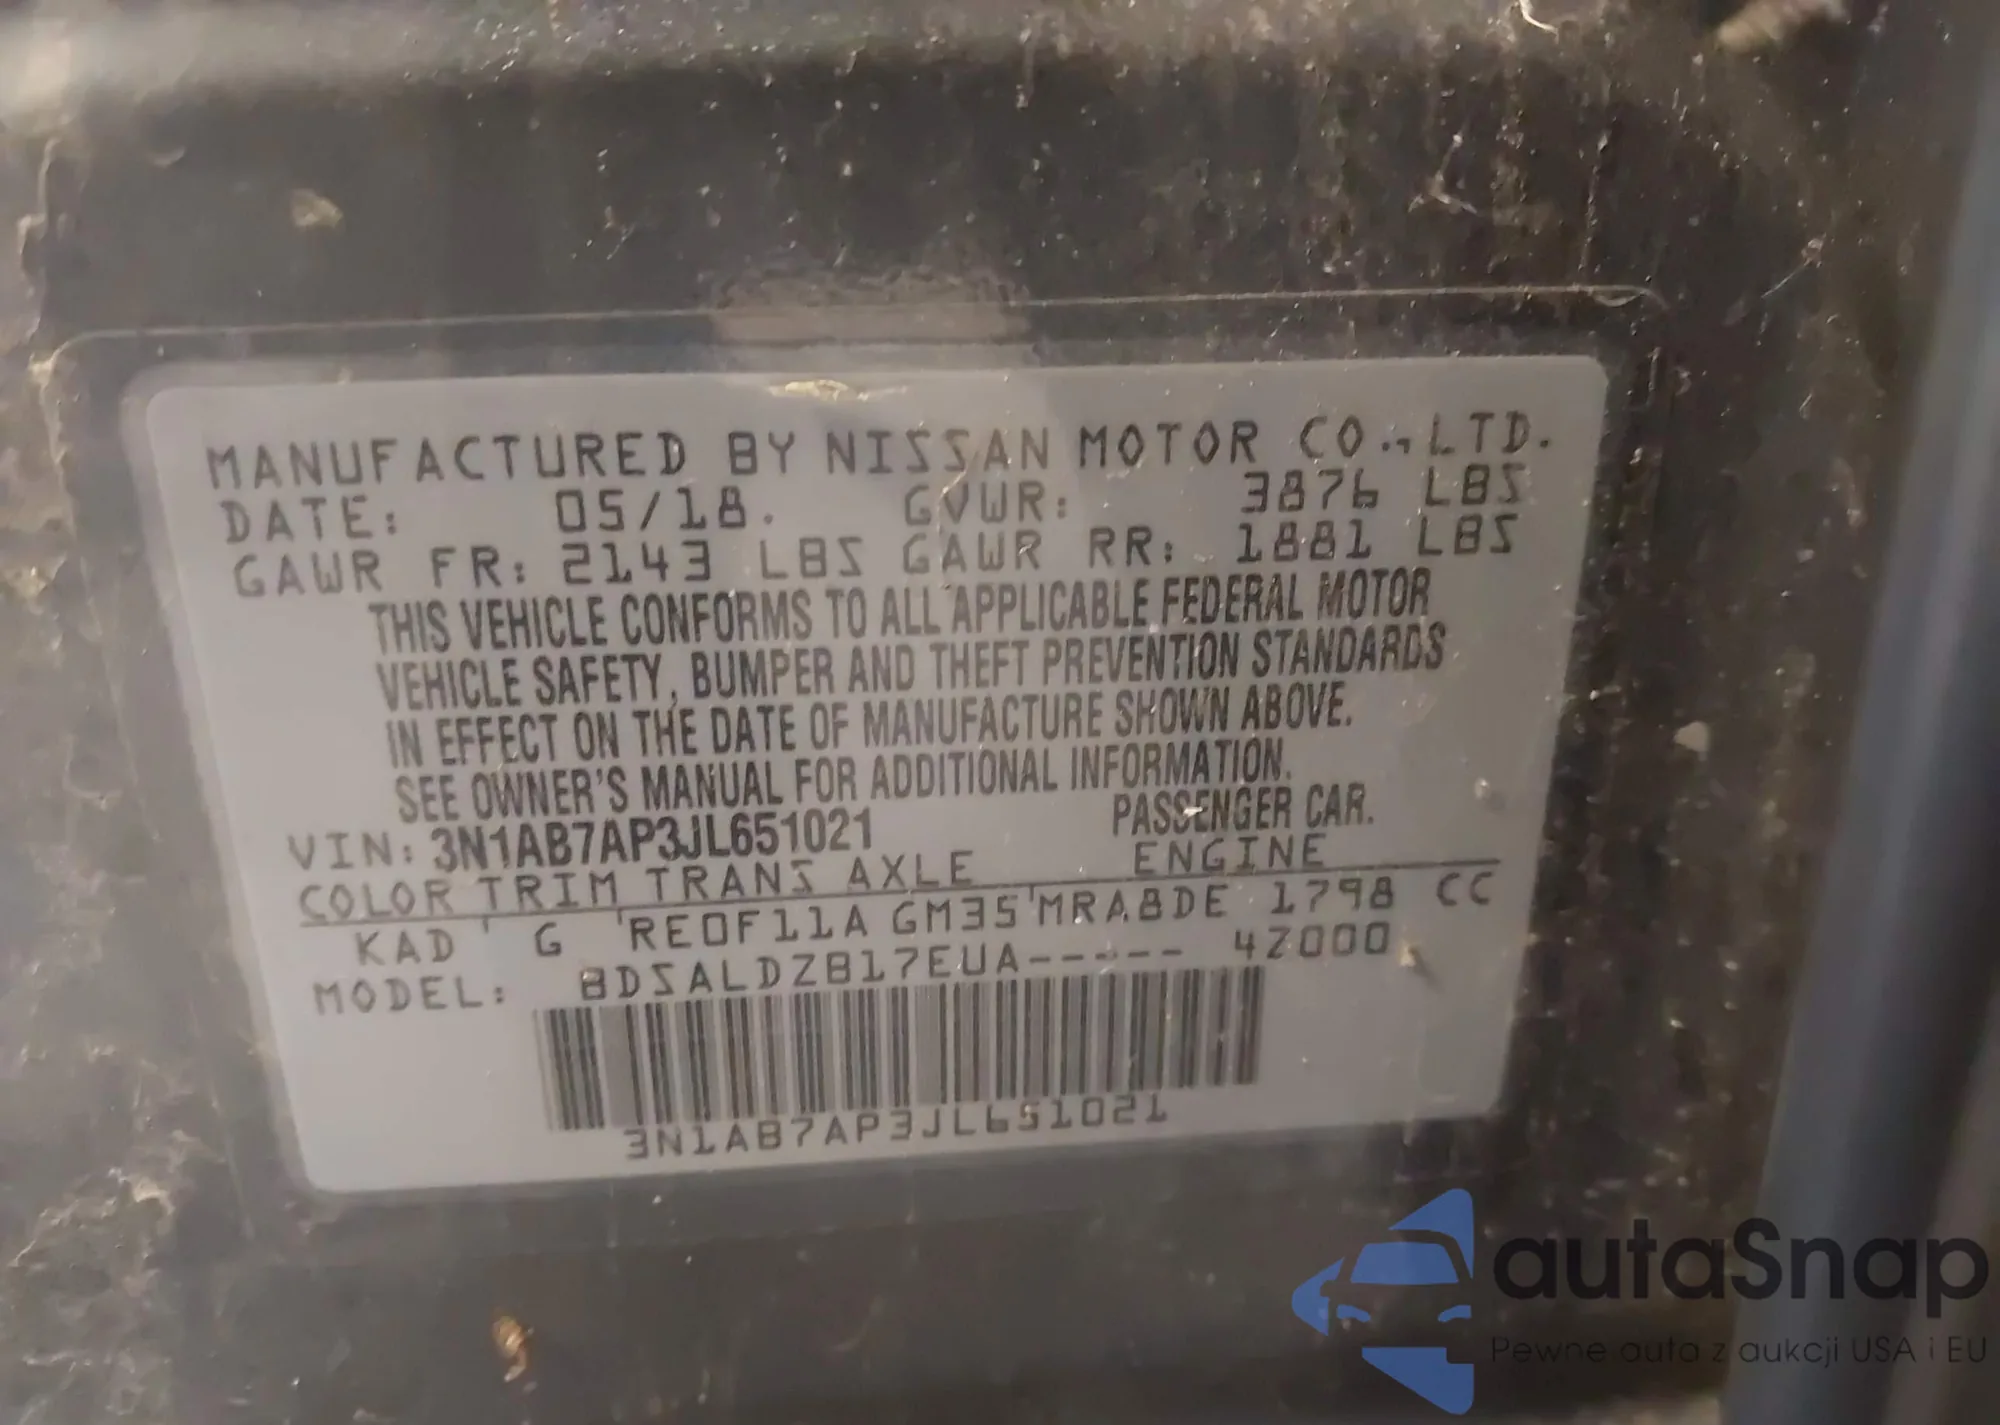 MANUFACTURED BY NISSAN MOTOR CO., LTD.
DATE: 05/18. GVWR: 3876 LBS
GAWR FR: 2143 LBS GAWR RR: 1881 LBS
THIS VEHICLE CONFORMS TO ALL APPLICABLE FEDERAL MOTOR
VEHICLE SAFETY, BUMPER AND THEFT PREVENTION STANDARDS
IN EFFECT ON THE DATE OF MANUFACTURE SHOWN ABOVE.
SEE OWNER'S MANUAL FOR ADDITIONAL INFORMATION.
VIN: 3N1AB7AP3JL651021 PASSENGER CAR.
COLOR TRIM TRANS AXLE ENGINE
KAD G RE0F11A GM35 MRA8DE 1798 CC
MODEL: BDSALDZB17EUA------ 4Z000
3N1AB7AP3JL651021
autaSnap
Pewne auta z aukcji USA i EU